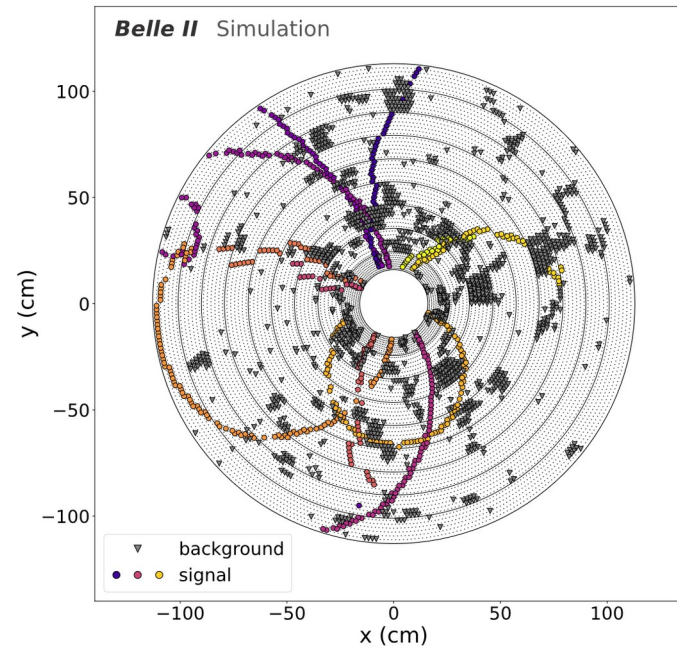 Belle II Simulation
100
50
0
−50
−100
y (cm)
background
signal
−100 −50 0 50 100
x (cm)